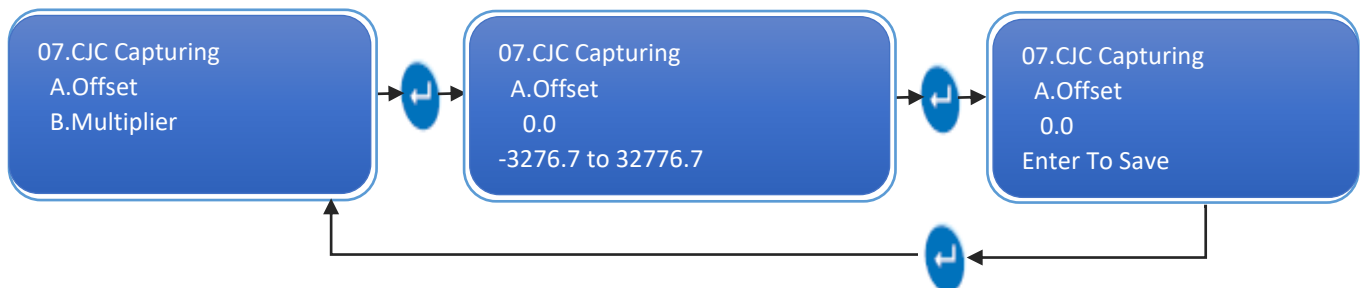 07.CJC Capturing
A.Offset
B.Multiplier
07.CJC Capturing
A.Offset
0.0
-3276.7 to 32776.7
07.CJC Capturing
A.Offset
0.0
Enter To Save